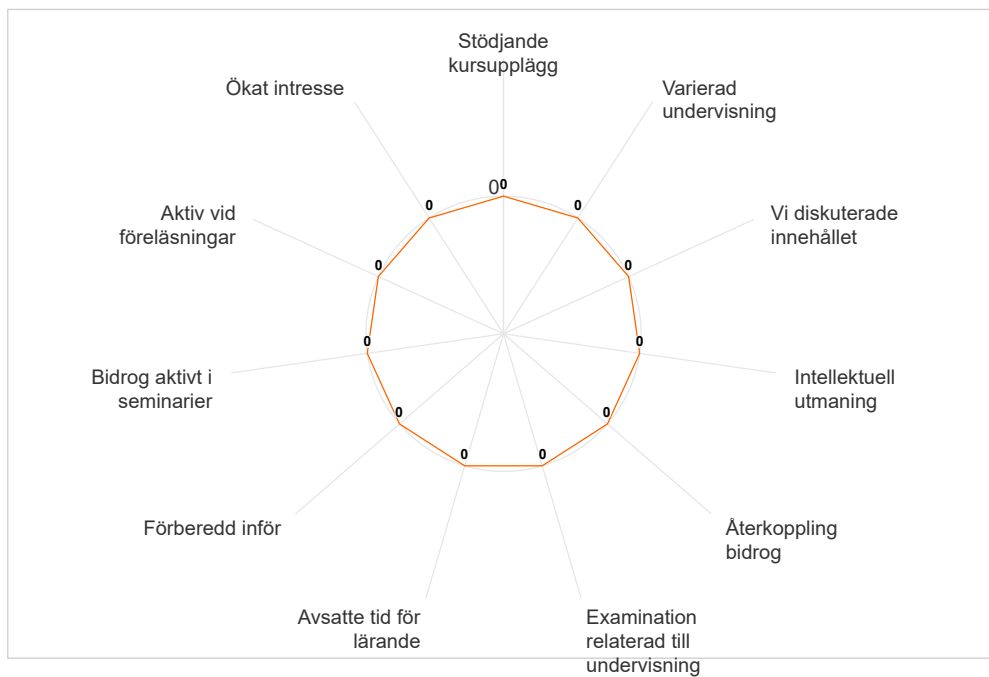 Stödjande
kursupplägg
Ökat intresse
Varierad
undervisning
0
0
0
0
Aktiv vid
föreläsningar
Vi diskuterade
innehållet
0
0
0
0
Bidrog aktivt i
seminarier
Intellektuell
utmaning
0
0
0
0
Förberedd inför
Återkoppling
bidrog
Avsatte tid för
lärande
Examination
relaterad till
undervisning